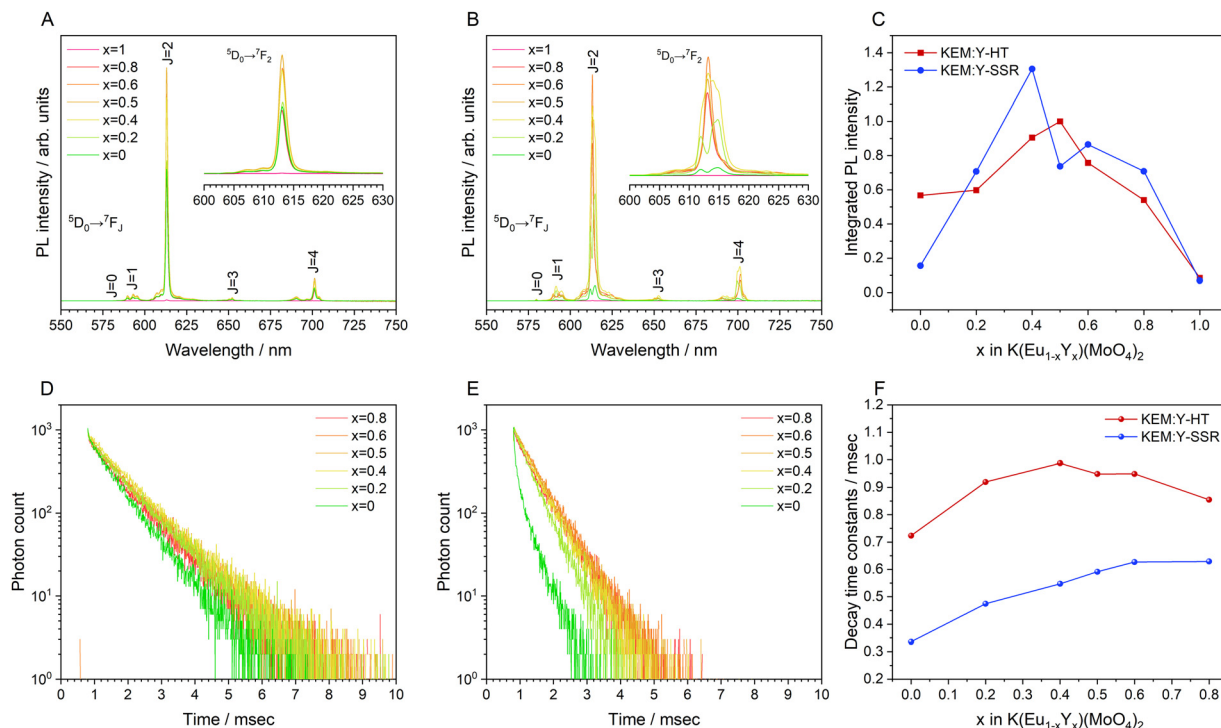 A
x=1
x=0.8
x=0.6
x=0.5
x=0.4
x=0.2
x=0
J=2
⁵D₀→⁷F₂
600 605 610 615 620 625 630
⁵D₀→⁷F_J
J=0
J=1
J=3
J=4
PL intensity / arb. units
550 575 600 625 650 675 700 725 750
Wavelength / nm
B
x=1
x=0.8
x=0.6
x=0.5
x=0.4
x=0.2
x=0
J=2
⁵D₀→⁷F₂
600 605 610 615 620 625 630
⁵D₀→⁷F_J
J=0
J=1
J=3
J=4
PL intensity / arb. units
550 575 600 625 650 675 700 725 750
Wavelength / nm
C
KEM:Y-HT
KEM:Y-SSR
Integrated PL intensity
1.4
1.2
1.0
0.8
0.6
0.4
0.2
0.0
0.0 0.2 0.4 0.6 0.8 1.0
x in K(Eu₁₋ₓYₓ)(MoO₄)₂
D
x=0.8
x=0.6
x=0.5
x=0.4
x=0.2
x=0
Photon count
10³
10²
10¹
10⁰
0 1 2 3 4 5 6 7 8 9 10
Time / msec
E
x=0.8
x=0.6
x=0.5
x=0.4
x=0.2
x=0
Photon count
10³
10²
10¹
10⁰
0 1 2 3 4 5 6 7 8 9 10
Time / msec
F
KEM:Y-HT
KEM:Y-SSR
Decay time constants / msec
1.2
1.1
1.0
0.9
0.8
0.7
0.6
0.5
0.4
0.3
0.2
0.0 0.1 0.2 0.3 0.4 0.5 0.6 0.7 0.8
x in K(Eu₁₋ₓYₓ)(MoO₄)₂